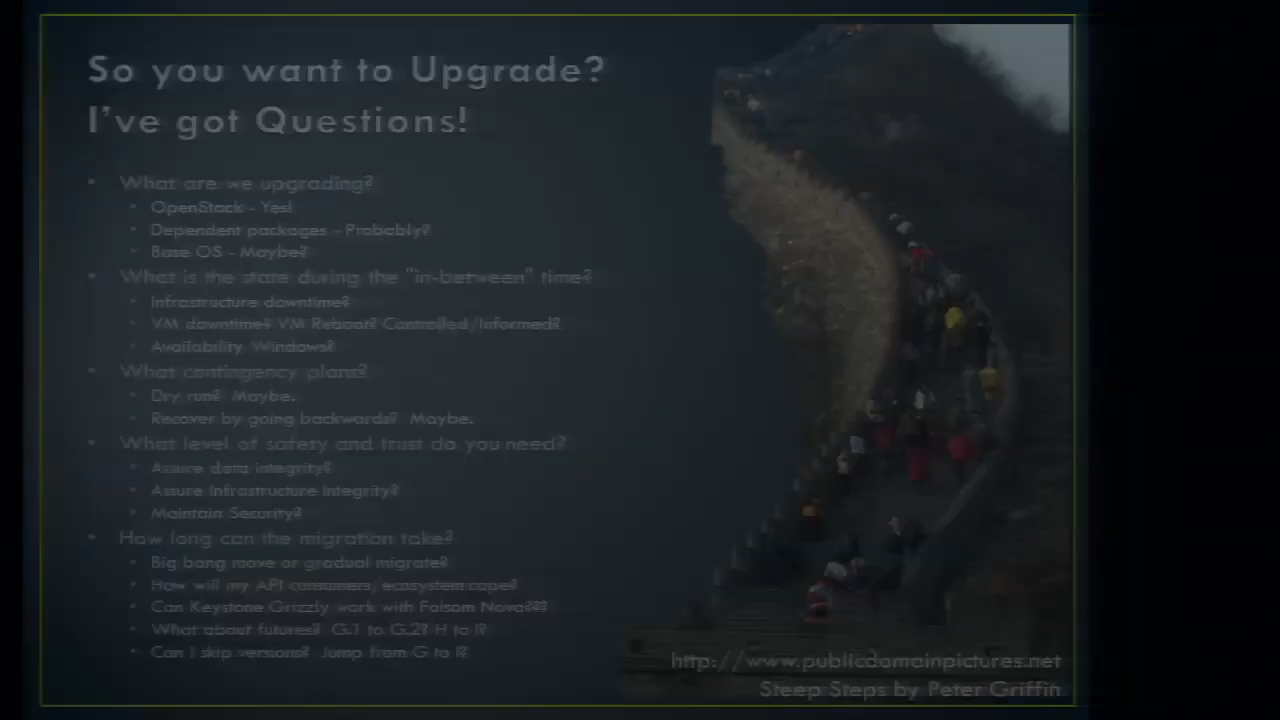 So you want to Upgrade?
I've got Questions!
• What are we upgrading?
• OpenStack - Yes!
• Dependent packages - Probably?
• Base OS - Maybe?
• What is the state during the "in-between" time?
• Infrastructure downtime?
• VM downtime? VM Reboot? Controlled/Informed?
• Availability Windows?
• What contingency plans?
• Dry run? Maybe.
• Recover by going backwards? Maybe.
• What level of safety and trust do you need?
• Assure data integrity?
• Assure Infrastructure Integrity?
• Maintain Security?
• How long can the migration take?
• Big bang move or gradual migrate?
• How will my API consumers/ecosystem cope?
• Can Keystone Grizzly work with Folsom Nova???
• What about futures? G.1 to G.2? H to I?
• Can I skip versions? Jump from G to I?
http://www.publicdomainpictures.net
Steep Steps by Peter Griffin